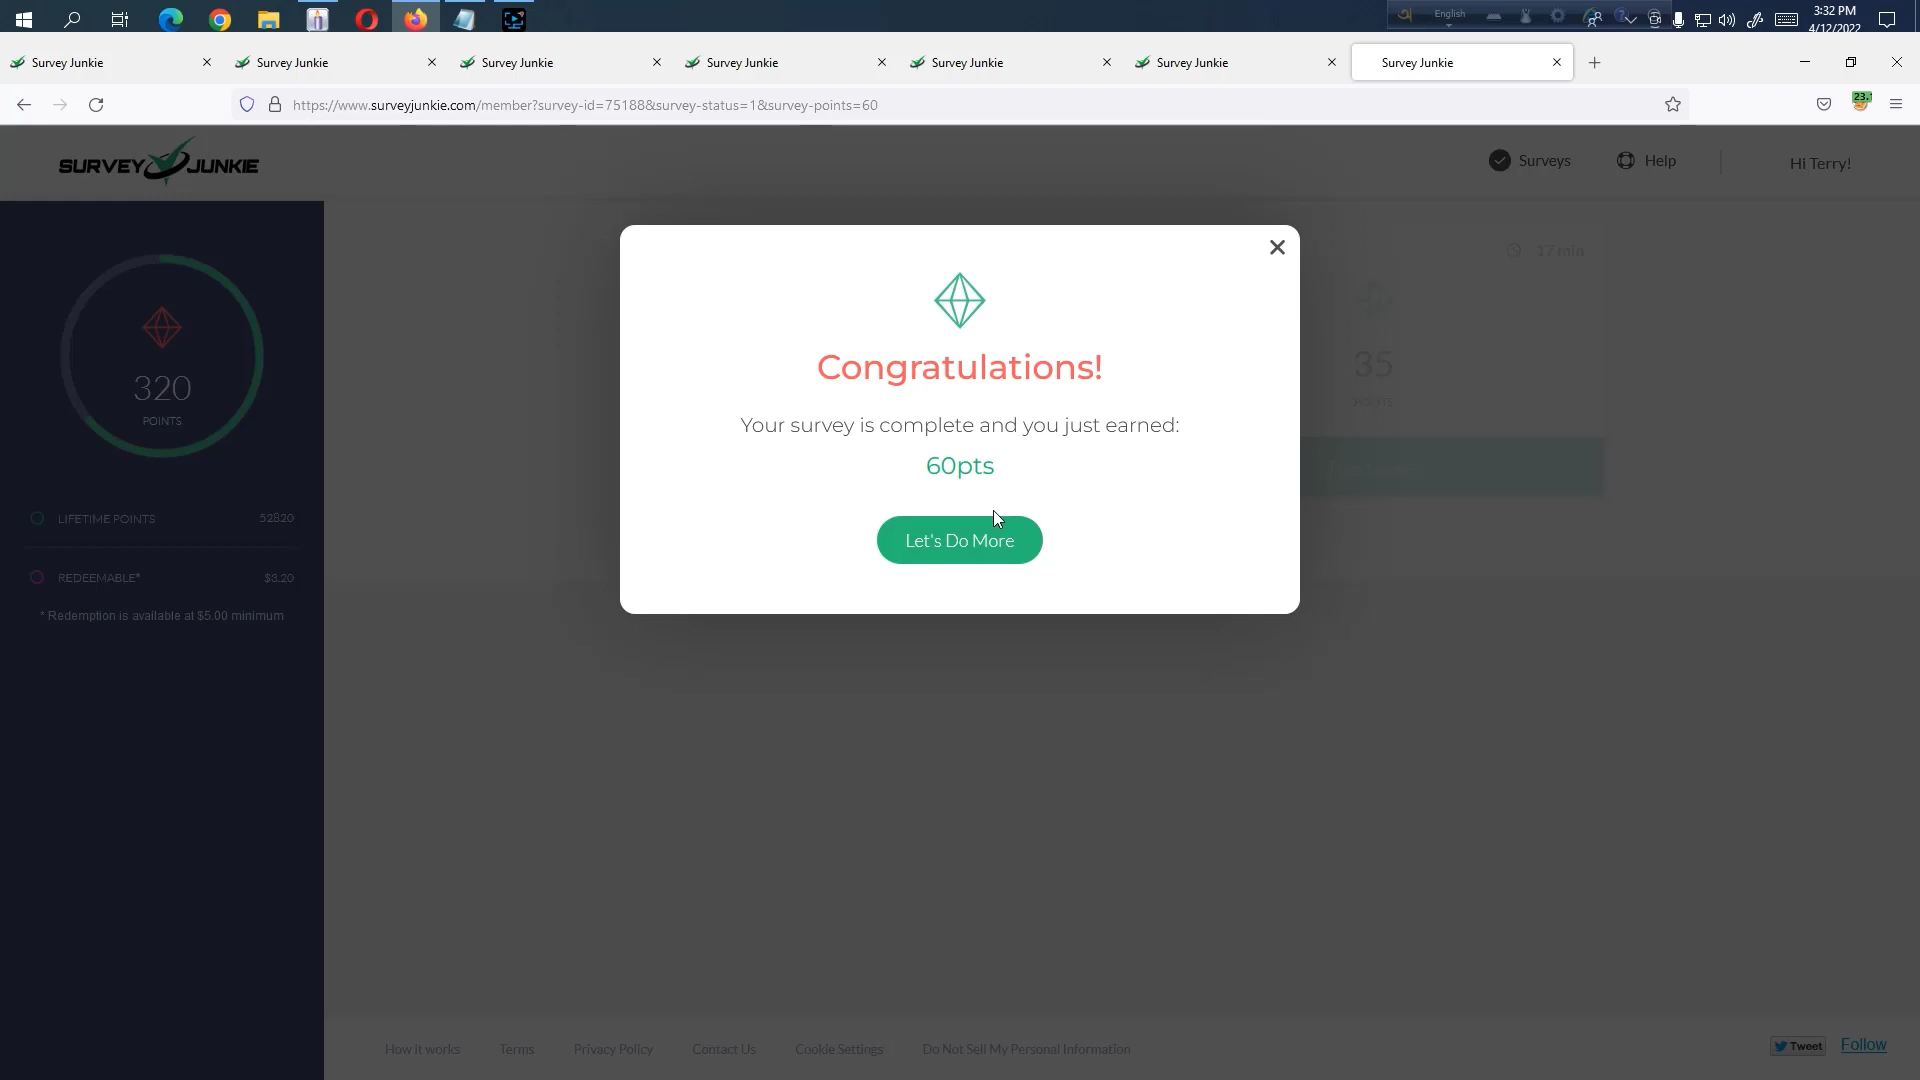 English
3:32 PM
4/12/2022
Survey Junkie
Survey Junkie
Survey Junkie
Survey Junkie
Survey Junkie
Survey Junkie
Survey Junkie
https://www.surveyjunkie.com/member?survey-id=75188&survey-status=1&survey-points=60
23.
SURVEY JUNKIE
Surveys
Help
Hi Terry!
17 min
Congratulations!
320
POINTS
35
POINTS
Your survey is complete and you just earned:
60pts
Let's Do More
LIFETIME POINTS
52820
REDEEMABLE*
$3.20
* Redemption is available at $5.00 minimum
How it works
Terms
Privacy Policy
Contact Us
Cookie Settings
Do Not Sell My Personal Information
Tweet
Follow